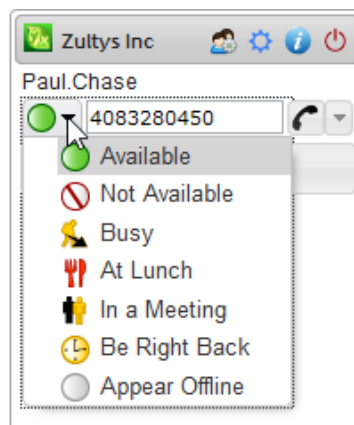 Zultys Inc
Paul.Chase
4083280450
Available
Not Available
Busy
At Lunch
In a Meeting
Be Right Back
Appear Offline